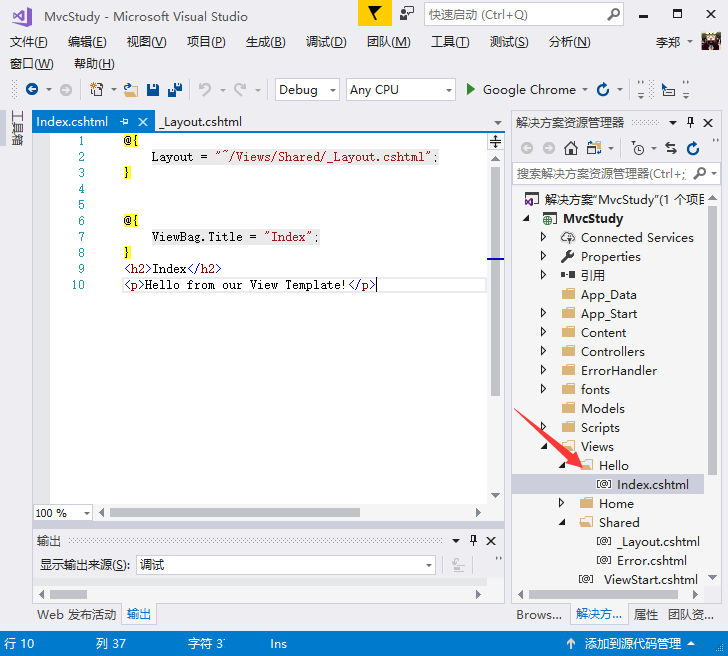 MvcStudy - Microsoft Visual Studio
快速启动 (Ctrl+Q)
文件(F) 编辑(E) 视图(V) 项目(P) 生成(B) 调试(D) 团队(M) 工具(T) 测试(S) 分析(N) 李郑
窗口(W) 帮助(H)
Debug Any CPU Google Chrome
工具箱
Index.cshtml _Layout.cshtml
1 @{
2 Layout = "~/Views/Shared/_Layout.cshtml";
3 }
4
5
6 @{
7 ViewBag.Title = "Index";
8 }
9 <h2>Index</h2>
10 <p>Hello from our View Template!</p>
100 %
输出
显示输出来源(S): 调试
Web 发布活动 输出
解决方案资源管理器
搜索解决方案资源管理器(Ctrl+;
解决方案"MvcStudy"(1 个项目
MvcStudy
Connected Services
Properties
引用
App_Data
App_Start
Content
Controllers
ErrorHandler
fonts
Models
Scripts
Views
Hello
[@] Index.cshtml
Home
Shared
[@] _Layout.cshtml
[@] Error.cshtml
[@] ViewStart.cshtml
Brows... 解决方... 属性 团队资...
行 10 列 37 字符 3 Ins 添加到源代码管理